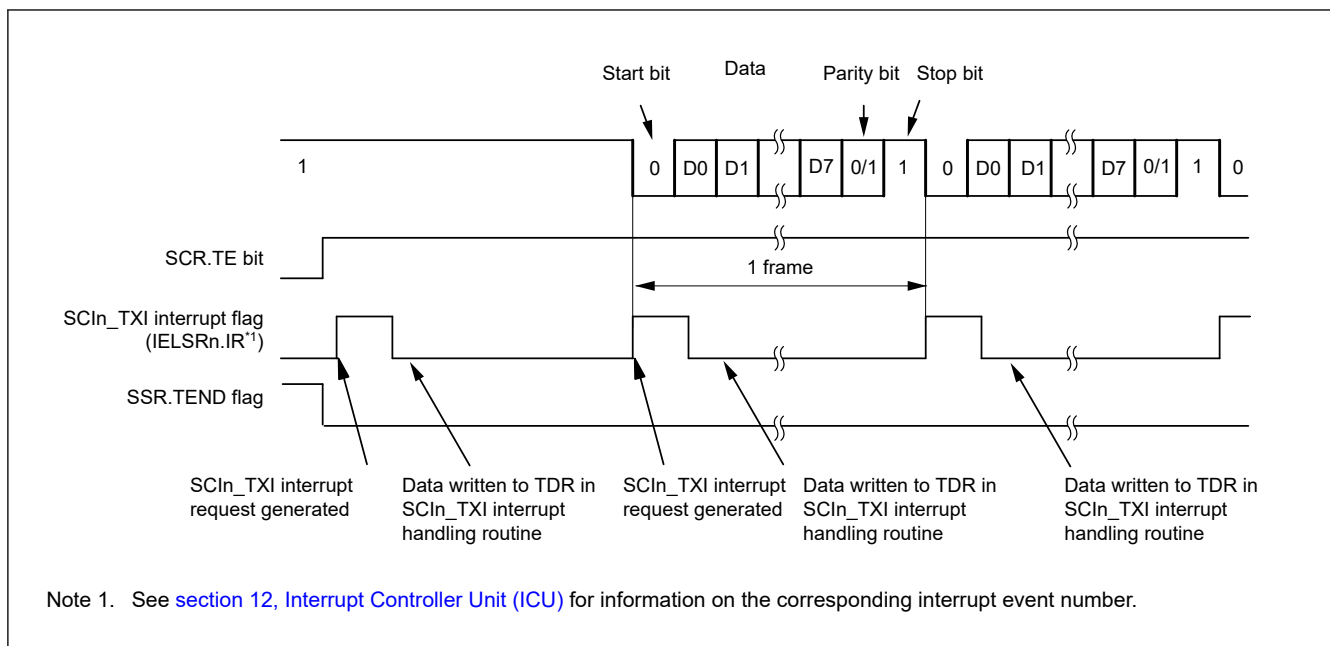 Start bit Data Parity bit Stop bit
1 0 D0 D1 D7 0/1 1 0 D0 D1 D7 0/1 1 0
SCR.TE bit
1 frame
SCIn_TXI interrupt flag
(IELSRn.IR*1)
SSR.TEND flag
SCIn_TXI interrupt
request generated
Data written to TDR in
SCIn_TXI interrupt
handling routine
SCIn_TXI interrupt
request generated
Data written to TDR in
SCIn_TXI interrupt
handling routine
Data written to TDR in
SCIn_TXI interrupt
handling routine
Note 1. See section 12, Interrupt Controller Unit (ICU) for information on the corresponding interrupt event number.